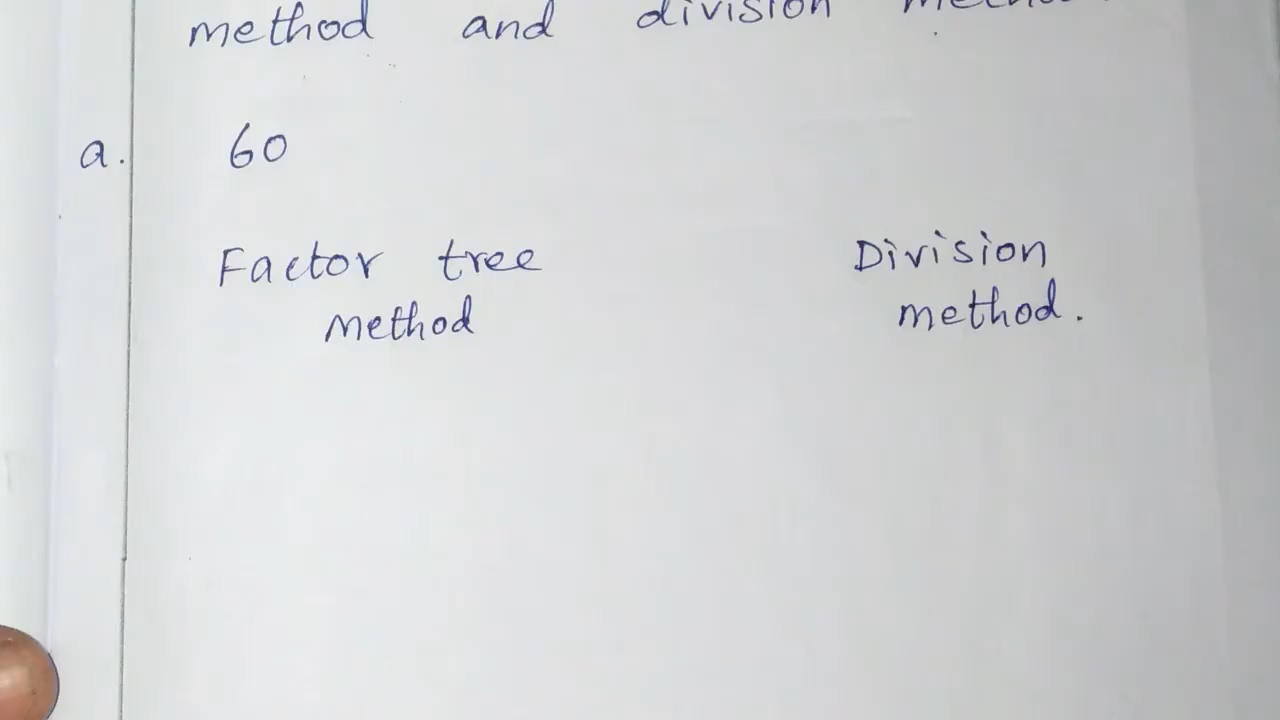 method and division
a. 60
Factor tree Division
method method.